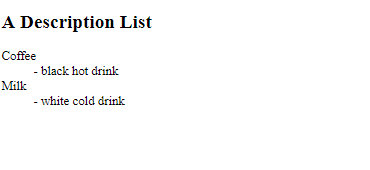 A Description List
Coffee
- black hot drink
Milk
- white cold drink